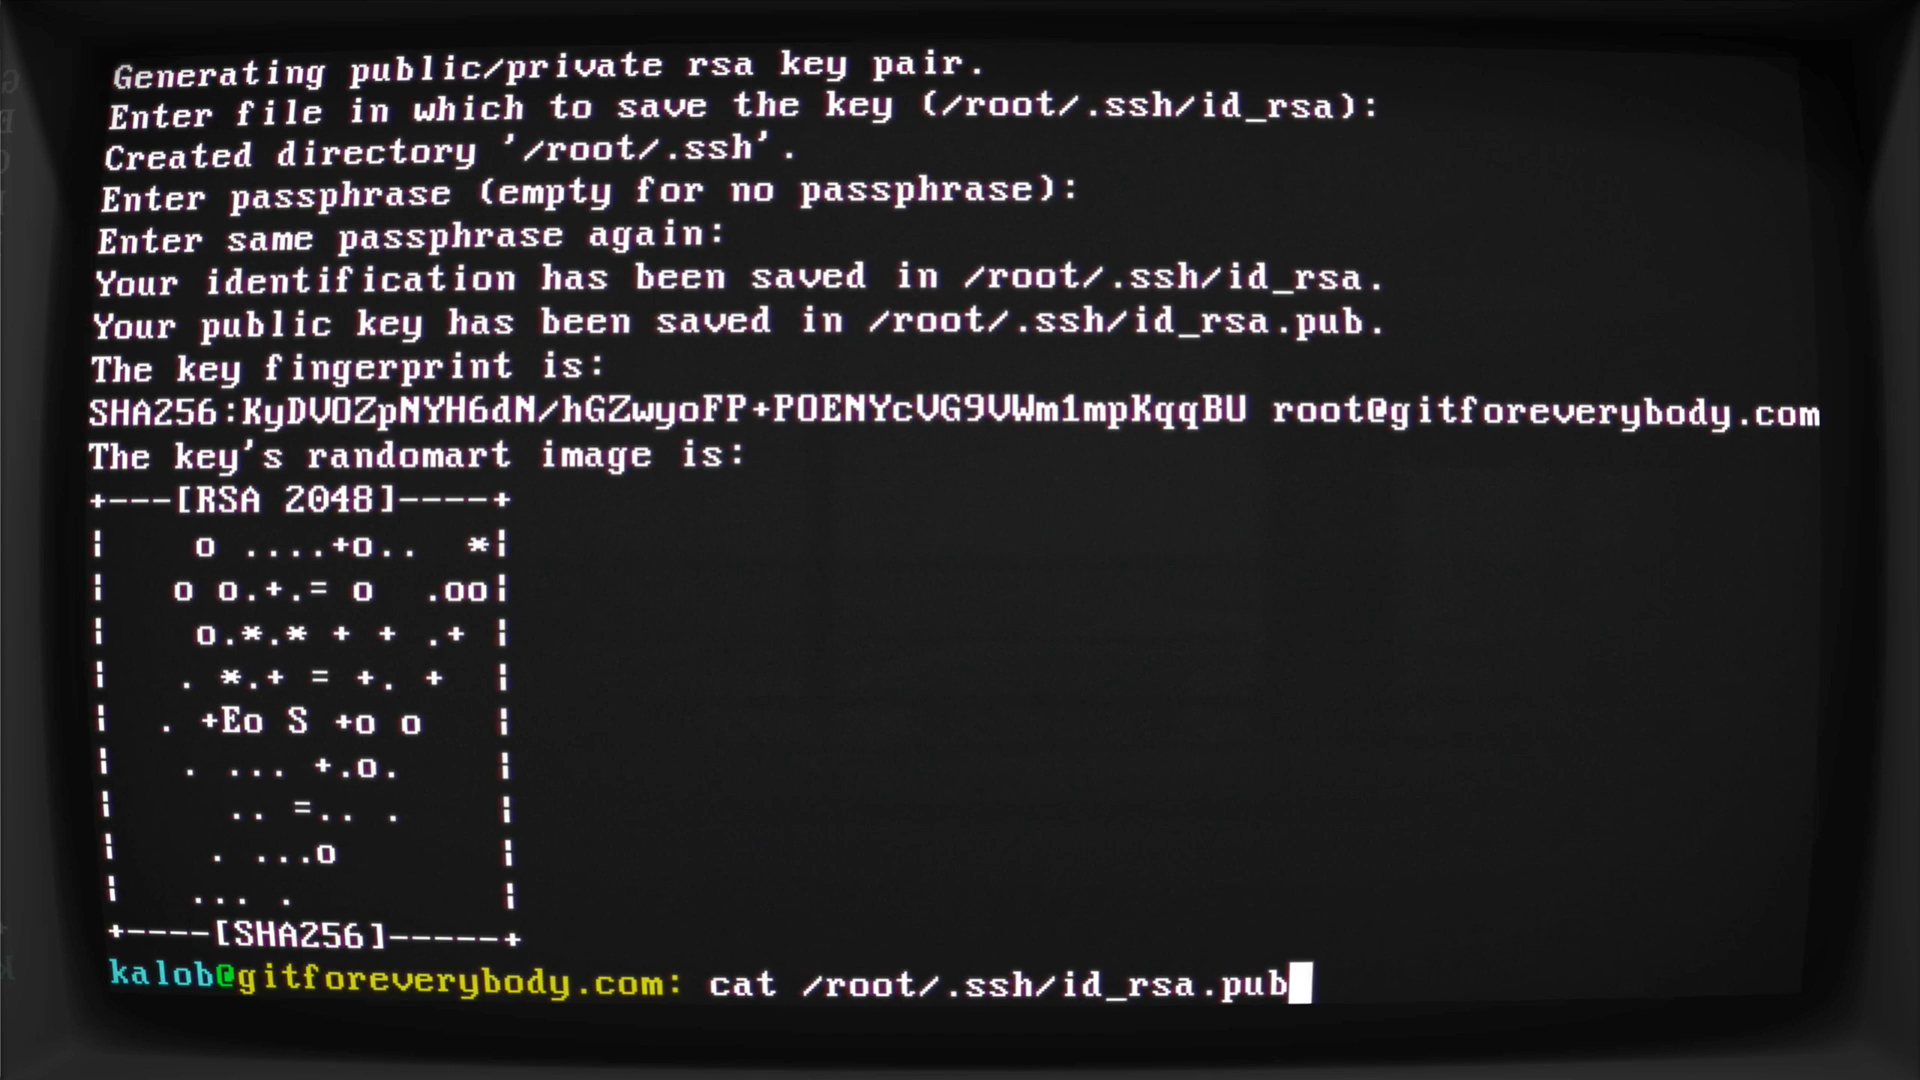 Generating public/private rsa key pair.
Enter file in which to save the key (/root/.ssh/id_rsa):
Created directory '/root/.ssh'.
Enter passphrase (empty for no passphrase):
Enter same passphrase again:
Your identification has been saved in /root/.ssh/id_rsa.
Your public key has been saved in /root/.ssh/id_rsa.pub.
The key fingerprint is:
SHA256:KyDVOZpNYH6dN/hGZwyoFP+POENYcVG9VWm1mpKqqBU root@gitforeverybody.com
The key's randomart image is:
+---[RSA 2048]----+
|    o ....+o..  *|
|   o o.+.= o  .oo|
|    o.*.* + + .+ |
|   . *.+ = +. +  |
|  . +Eo S +o o   |
|   . ... +.o.    |
|     .. =.. .    |
|    . ...o       |
|   ... .         |
+----[SHA256]-----+
kalob@gitforeverybody.com: cat /root/.ssh/id_rsa.pub